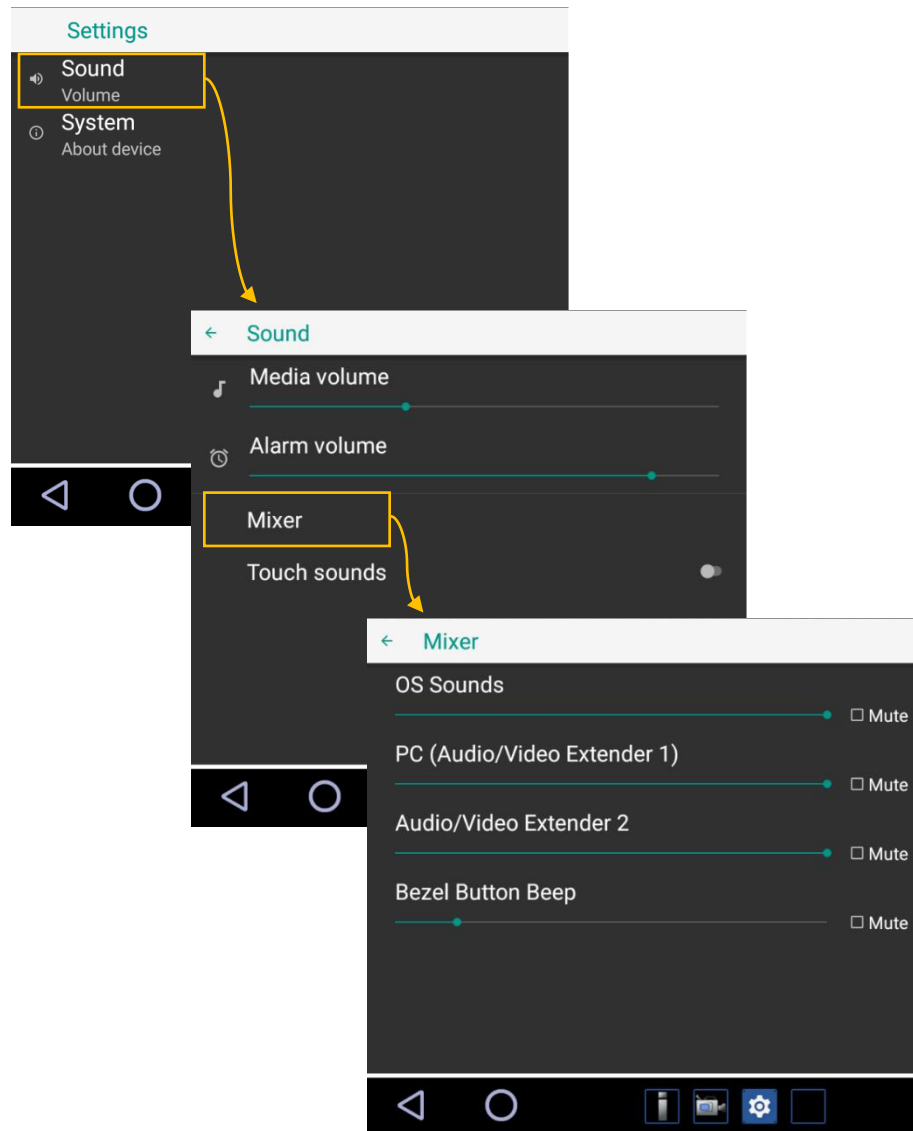 Settings
Sound
Volume
System
About device
Sound
Media volume
Alarm volume
Mixer
Touch sounds
Mixer
OS Sounds
Mute
PC (Audio/Video Extender 1)
Mute
Audio/Video Extender 2
Mute
Bezel Button Beep
Mute